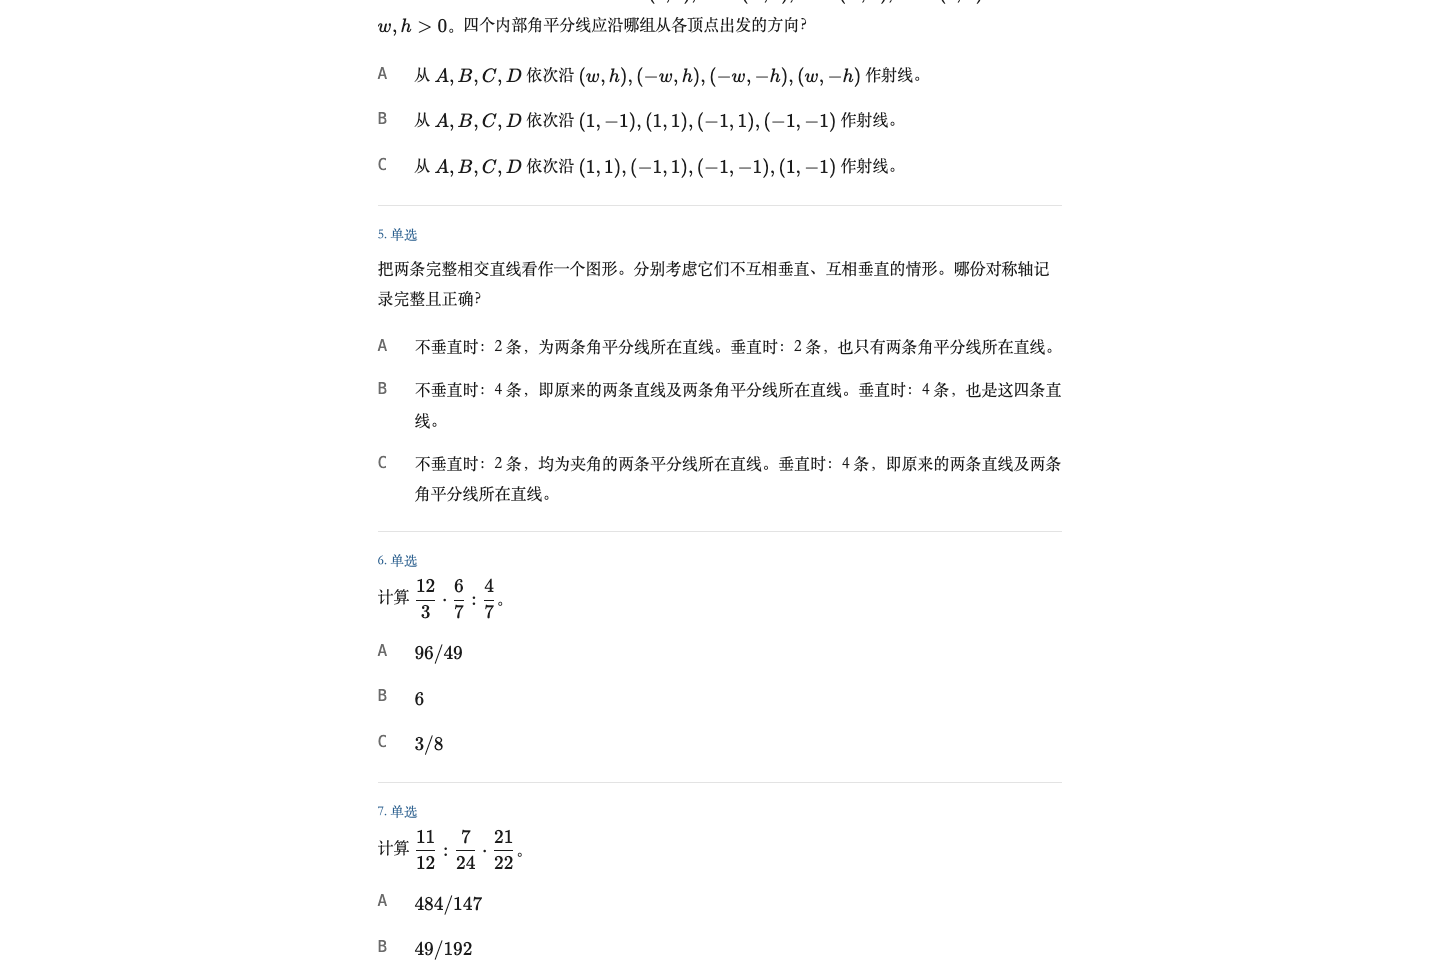 w, h > 0。四个内部角平分线应沿哪组从各顶点出发的方向?
A 从 A, B, C, D 依次沿 (w, h), (−w, h), (−w, −h), (w, −h) 作射线。
B 从 A, B, C, D 依次沿 (1, −1), (1, 1), (−1, 1), (−1, −1) 作射线。
C 从 A, B, C, D 依次沿 (1, 1), (−1, 1), (−1, −1), (1, −1) 作射线。
5. 单选
把两条完整相交直线看作一个图形。分别考虑它们不互相垂直、互相垂直的情形。哪份对称轴记
录完整且正确?
A 不垂直时：2 条，为两条角平分线所在直线。垂直时：2 条，也只有两条角平分线所在直线。
B 不垂直时：4 条，即原来的两条直线及两条角平分线所在直线。垂直时：4 条，也是这四条直
线。
C 不垂直时：2 条，均为夹角的两条平分线所在直线。垂直时：4 条，即原来的两条直线及两条
角平分线所在直线。
6. 单选
计算 12/3 · 6/7 : 4/7。
A 96/49
B 6
C 3/8
7. 单选
计算 11/12 : 7/24 · 21/22。
A 484/147
B 49/192